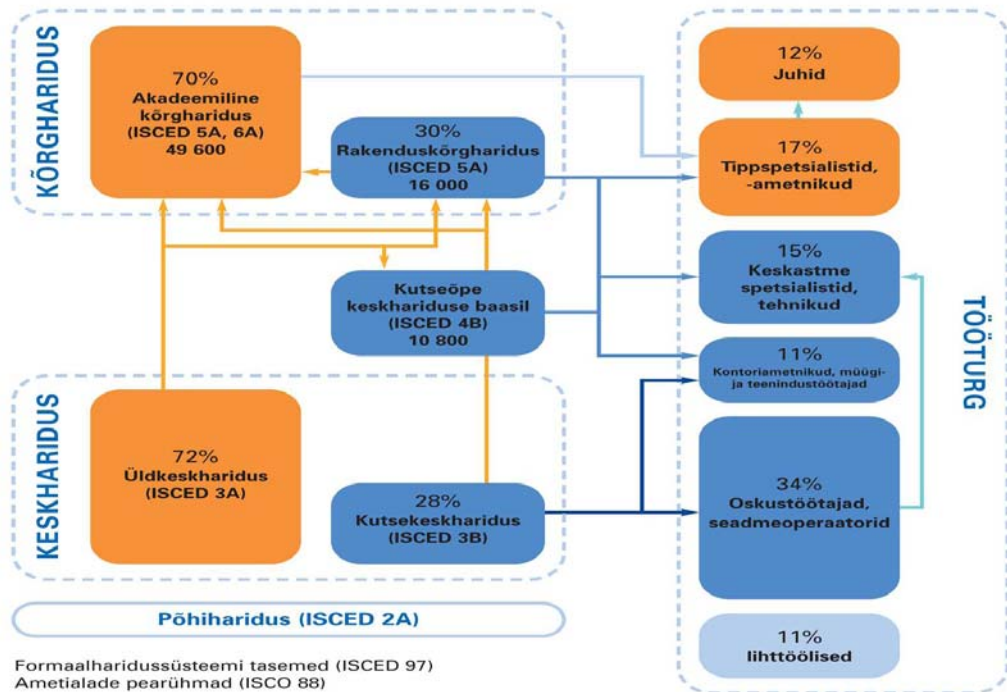 KÕRGHARIDUS
70%
Akadeemiline
kõrgharidus
(ISCED 5A, 6A)
49 600
30%
Rakenduskõrgharidus
(ISCED 5A)
16 000
Kutseõpe
keskhariduse baasil
(ISCED 4B)
10 800
KESKHARIDUS
72%
Üldkeskharidus
(ISCED 3A)
28%
Kutsekeskharidus
(ISCED 3B)
Põhiharidus (ISCED 2A)
TÖÖTURG
12%
Juhid
17%
Tippspetsialistid,
-ametnikud
15%
Keskastme
spetsialistid,
tehnikud
11%
Kontoriametnikud, müügi-
ja teenindustöötajad
34%
Oskustöötajad,
seadmeoperaatorid
11%
lihttöölised
Formaalharidussüsteemi tasemed (ISCED 97)
Ametialade pearühmad (ISCO 88)